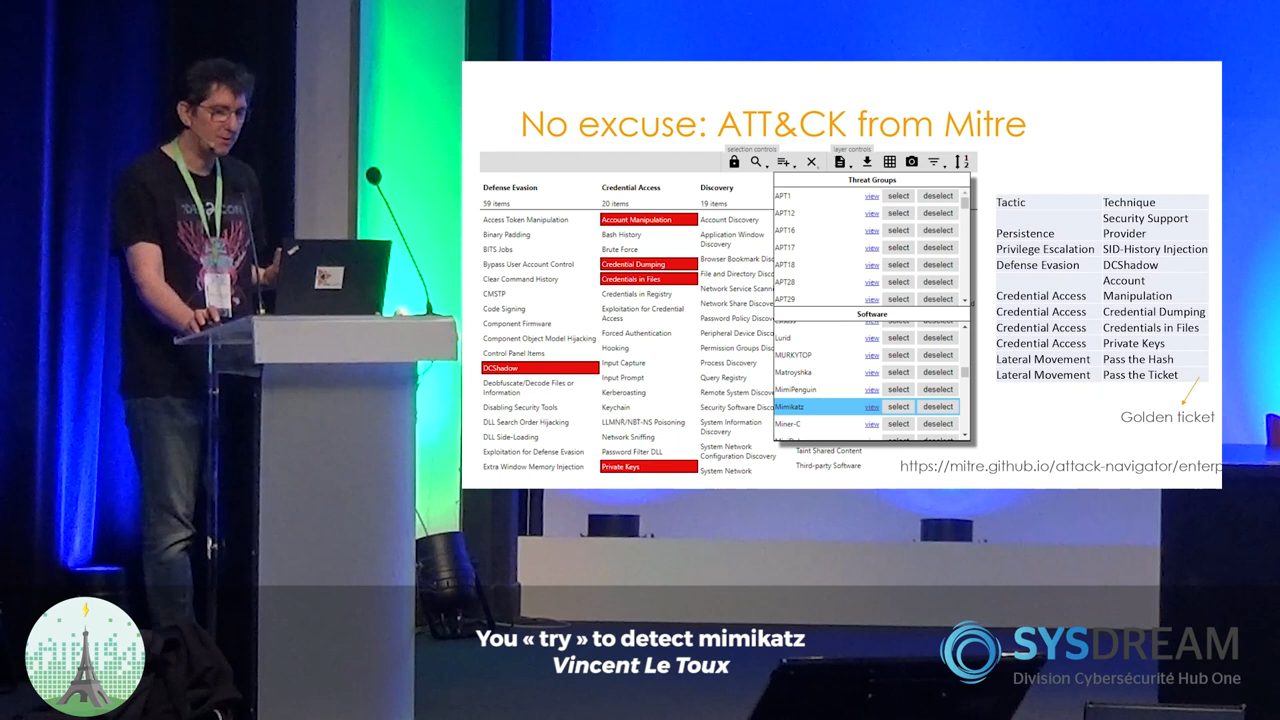 No excuse: ATT&CK from Mitre
selection controls
layer controls
Defense Evasion
59 items
Access Token Manipulation
Binary Padding
BITS Jobs
Bypass User Account Control
Clear Command History
CMSTP
Code Signing
Component Firmware
Component Object Model Hijacking
Control Panel Items
DCShadow
Deobfuscate/Decode Files or
Information
Disabling Security Tools
DLL Search Order Hijacking
DLL Side-Loading
Exploitation for Defense Evasion
Extra Window Memory Injection
Credential Access
20 items
Account Manipulation
Bash History
Brute Force
Credential Dumping
Credentials in Files
Credentials in Registry
Exploitation for Credential
Access
Forced Authentication
Hooking
Input Capture
Input Prompt
Kerberoasting
Keychain
LLMNR/NBT-NS Poisoning
Network Sniffing
Password Filter DLL
Private Keys
Discovery
19 items
Account Discovery
Application Window
Discovery
Browser Bookmark Disc
File and Directory Disco
Network Service Scann
Network Share Discove
Password Policy Discov
Peripheral Device Disco
Permission Groups Disc
Process Discovery
Query Registry
Remote System Discov
Security Software Disco
System Information
Discovery
System Network
Configuration Discovery
System Network
Taint Shared Content
Third-party Software
Threat Groups
APT1 view select deselect
APT12 view select deselect
APT16 view select deselect
APT17 view select deselect
APT18 view select deselect
APT28 view select deselect
APT29 view select deselect
Software
Lurid view select deselect
MURKYTOP view select deselect
Matroyshka view select deselect
MimiPenguin view select deselect
Mimikatz view select deselect
Miner-C view select deselect
Tactic Technique
Security Support
Persistence Provider
Privilege Escalation SID-History Injection
Defense Evasion DCShadow
Account
Credential Access Manipulation
Credential Access Credential Dumping
Credential Access Credentials in Files
Credential Access Private Keys
Lateral Movement Pass the Hash
Lateral Movement Pass the Ticket
Golden ticket
https://mitre.github.io/attack-navigator/enterp
You « try » to detect mimikatz
Vincent Le Toux
SYSDREAM
Division Cybersécurité Hub One